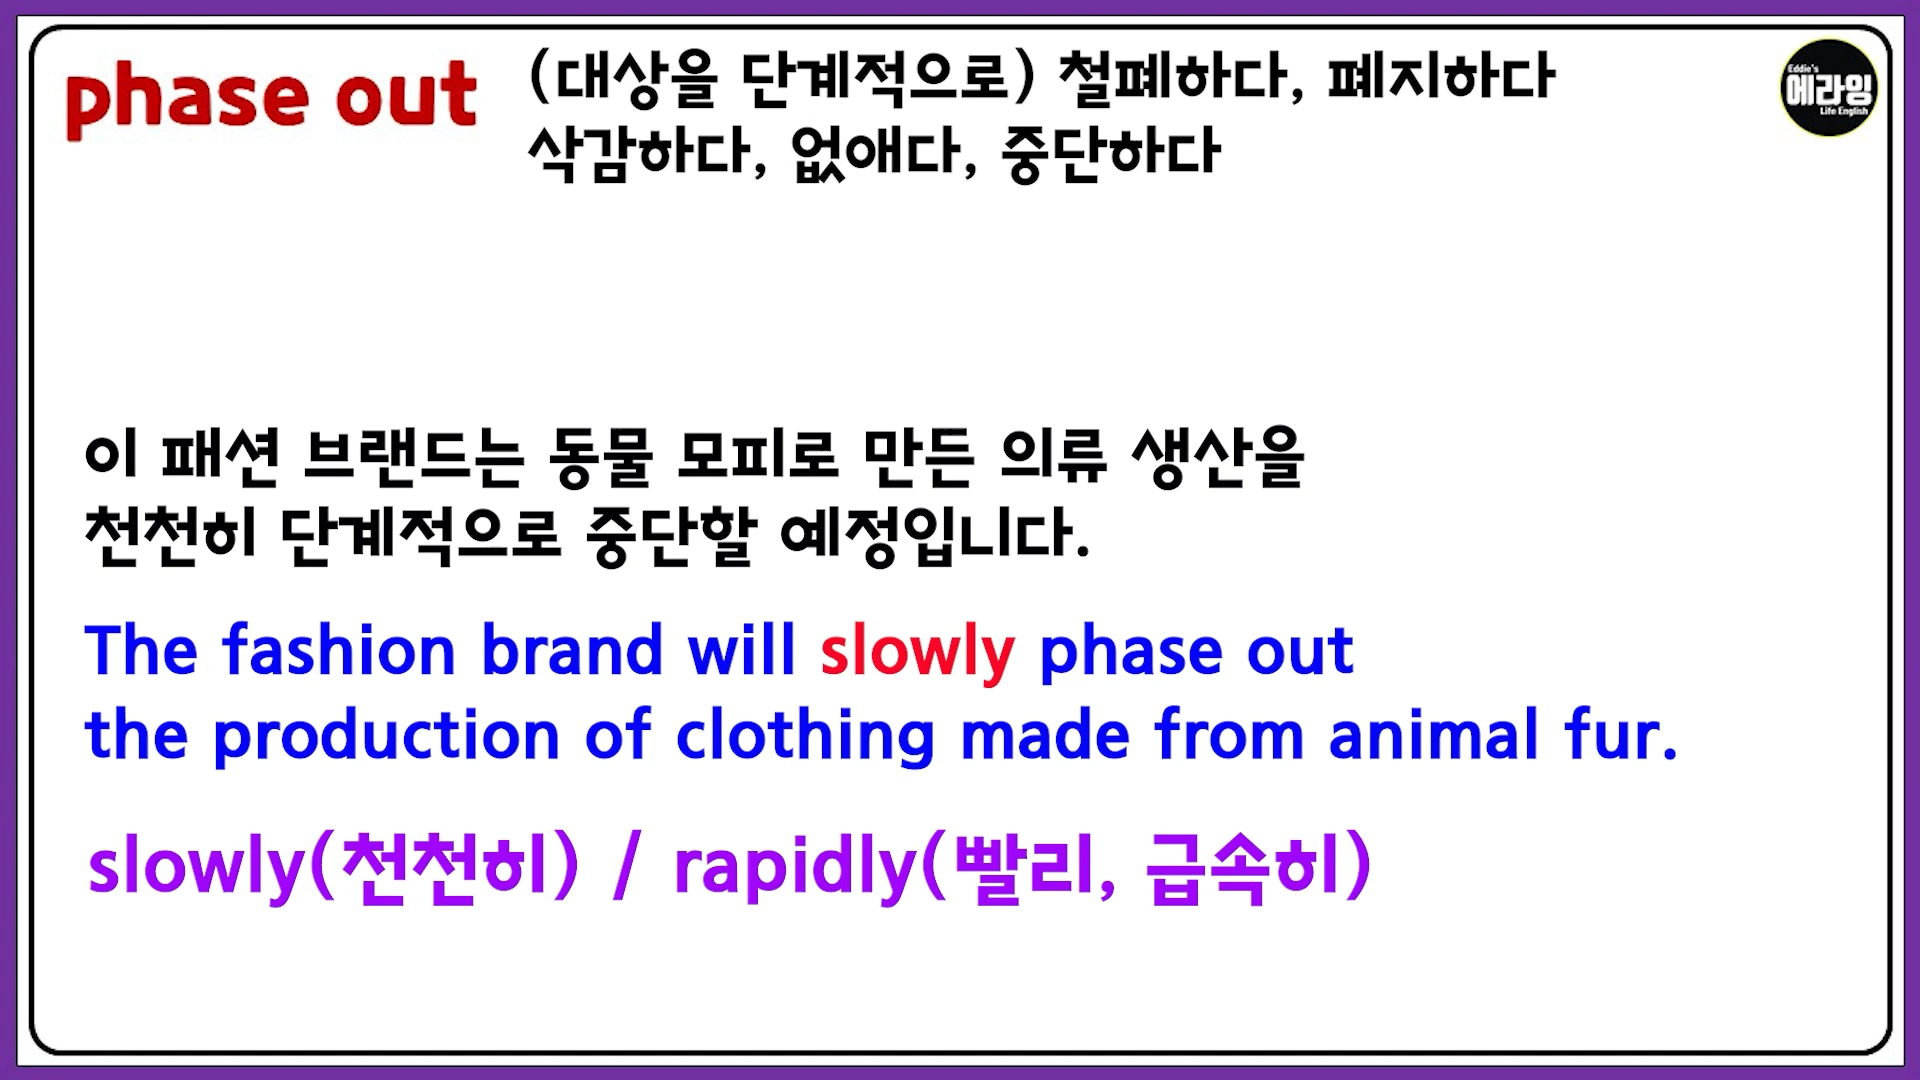 phase out
(대상을 단계적으로) 철폐하다, 폐지하다
삭감하다, 없애다, 중단하다
Eddie's
에라잉
Life English
이 패션 브랜드는 동물 모피로 만든 의류 생산을
천천히 단계적으로 중단할 예정입니다.
The fashion brand will slowly phase out
the production of clothing made from animal fur.
slowly(천천히) / rapidly(빨리, 급속히)